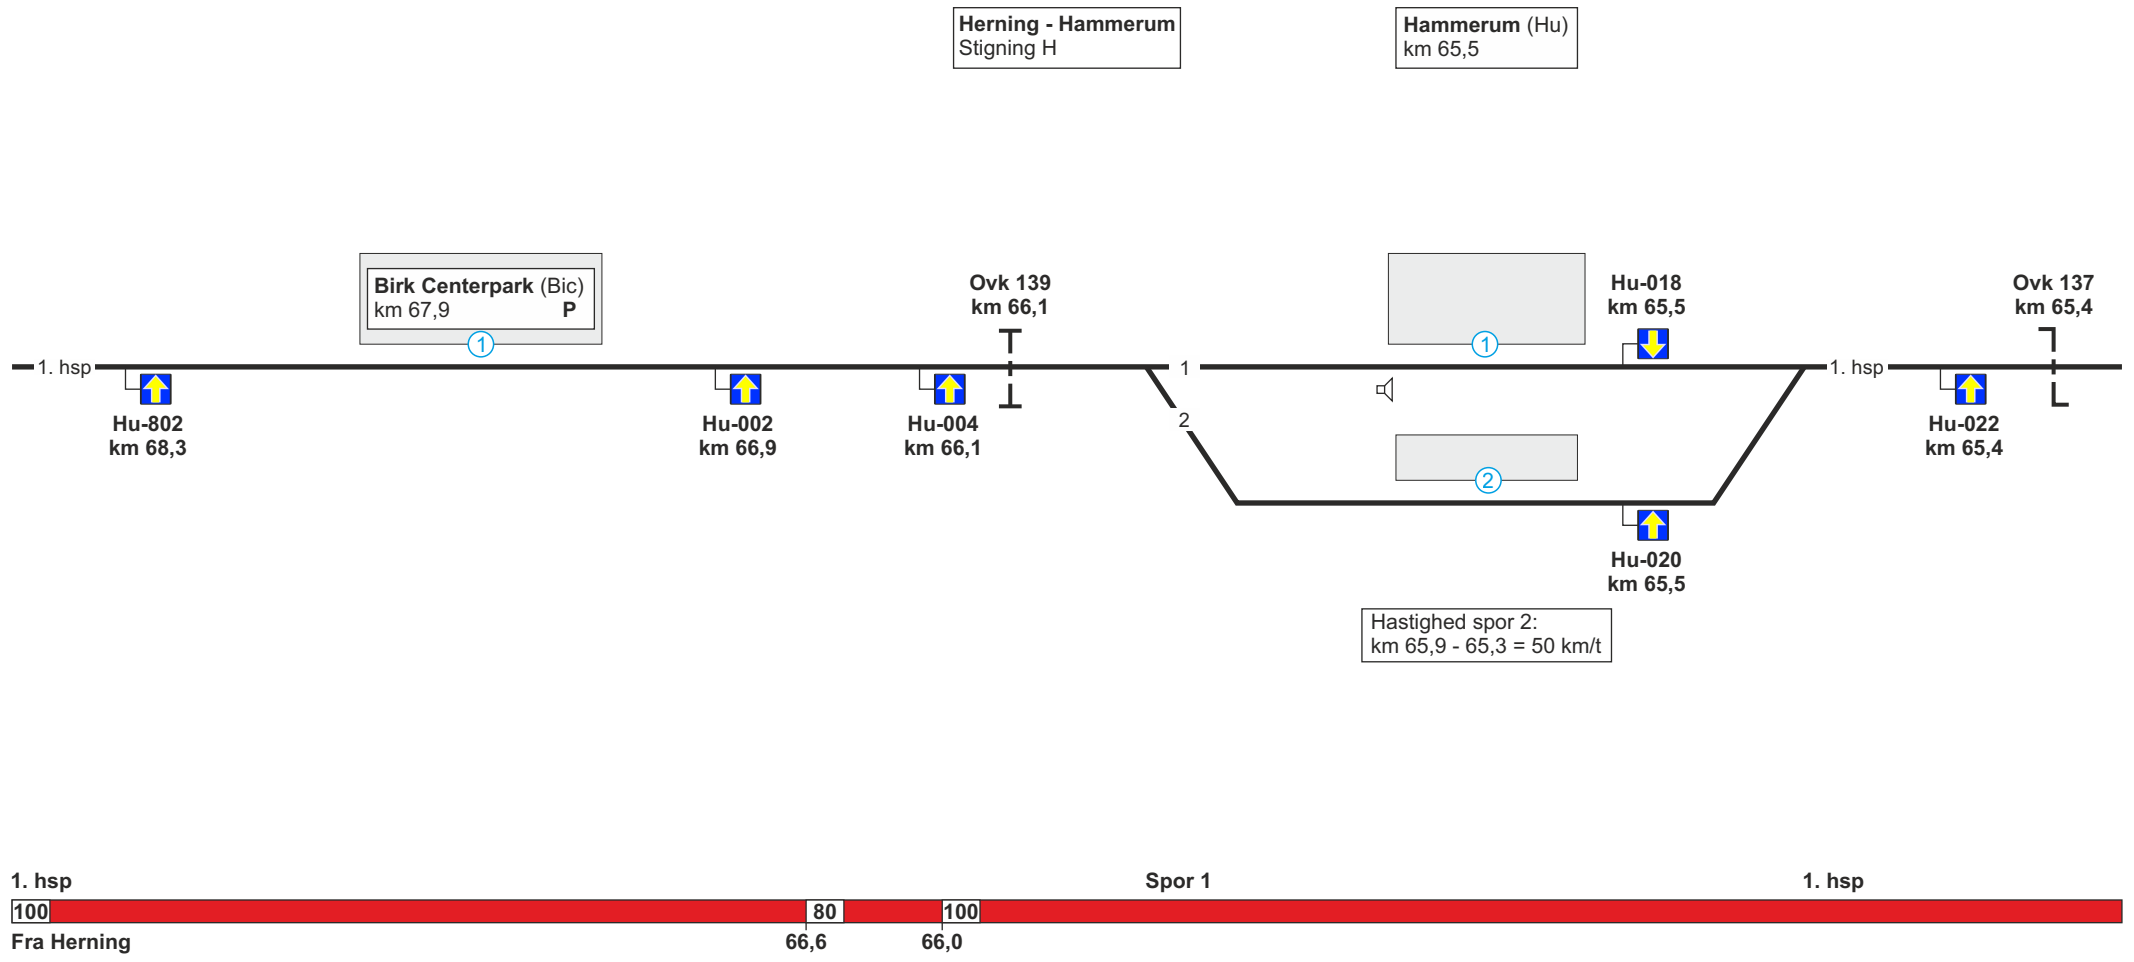 Herning - Hammerum
Stigning H
Hammerum (Hu)
km 65,5
Birk Centerpark (Bic)
km 67,9 P
1
Ovk 139
km 66,1
1
Hu-018
km 65,5
Ovk 137
km 65,4
1. hsp
1
1. hsp
Hu-802
km 68,3
Hu-002
km 66,9
Hu-004
km 66,1
2
Hu-022
km 65,4
2
Hu-020
km 65,5
Hastighed spor 2:
km 65,9 - 65,3 = 50 km/t
1. hsp
Spor 1
1. hsp
100
80
100
Fra Herning
66,6
66,0